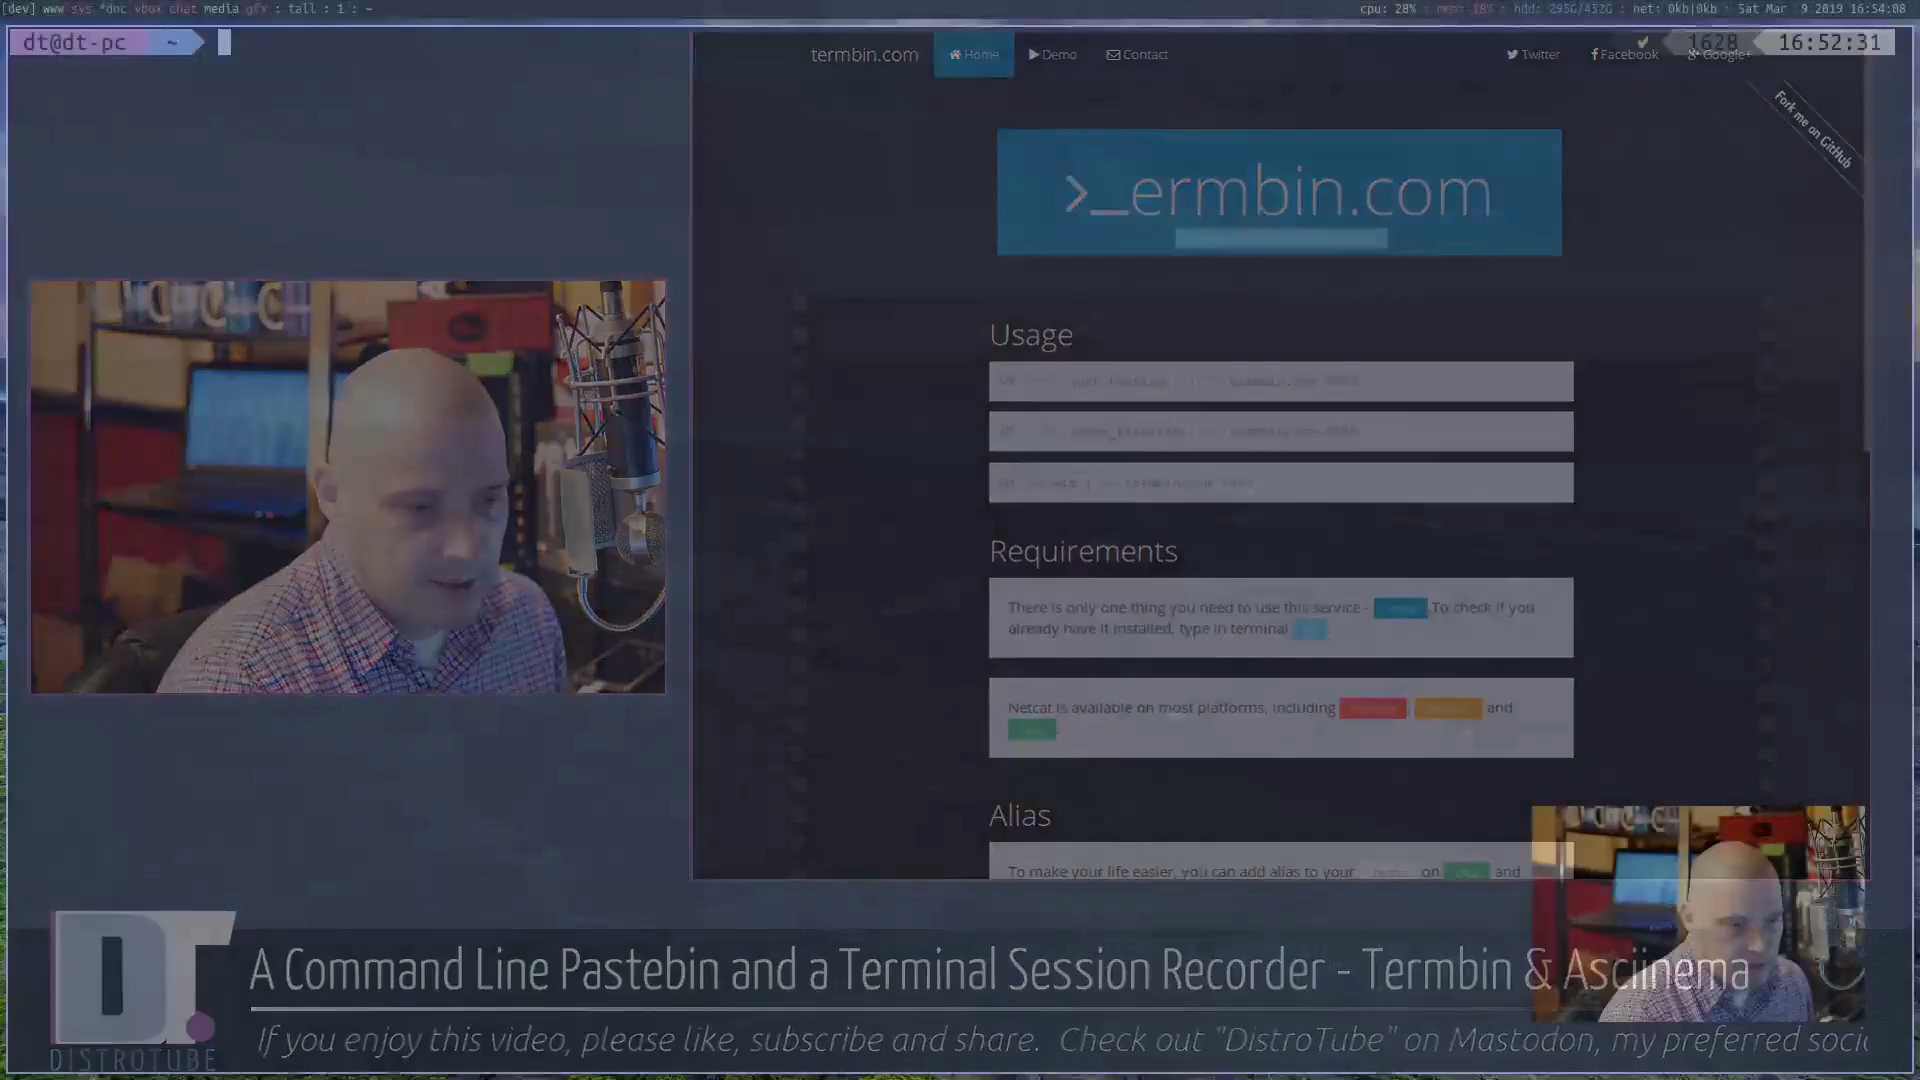 [dev] www sys *doc vbox chat media gfx : tall : 1 : ~
cpu: 28% : mem: 18% : hdd: 295G/452G : net: 0kb|0kb : Sat Mar 9 2019 16:54:08
dt@dt-pc ~
1628 16:52:31
termbin.com Home Demo Contact Twitter Facebook Google+
Fork me on GitHub
>_ermbin.com
Usage
Requirements
There is only one thing you need to use this service - To check if you
already have it installed, type in terminal
Netcat is available on most platforms, including and
Alias
To make your life easier, you can add alias to your on and
DT
DISTROTUBE
A Command Line Pastebin and a Terminal Session Recorder - Termbin & Asciinema
If you enjoy this video, please like, subscribe and share. Check out "DistroTube" on Mastodon, my preferred soci